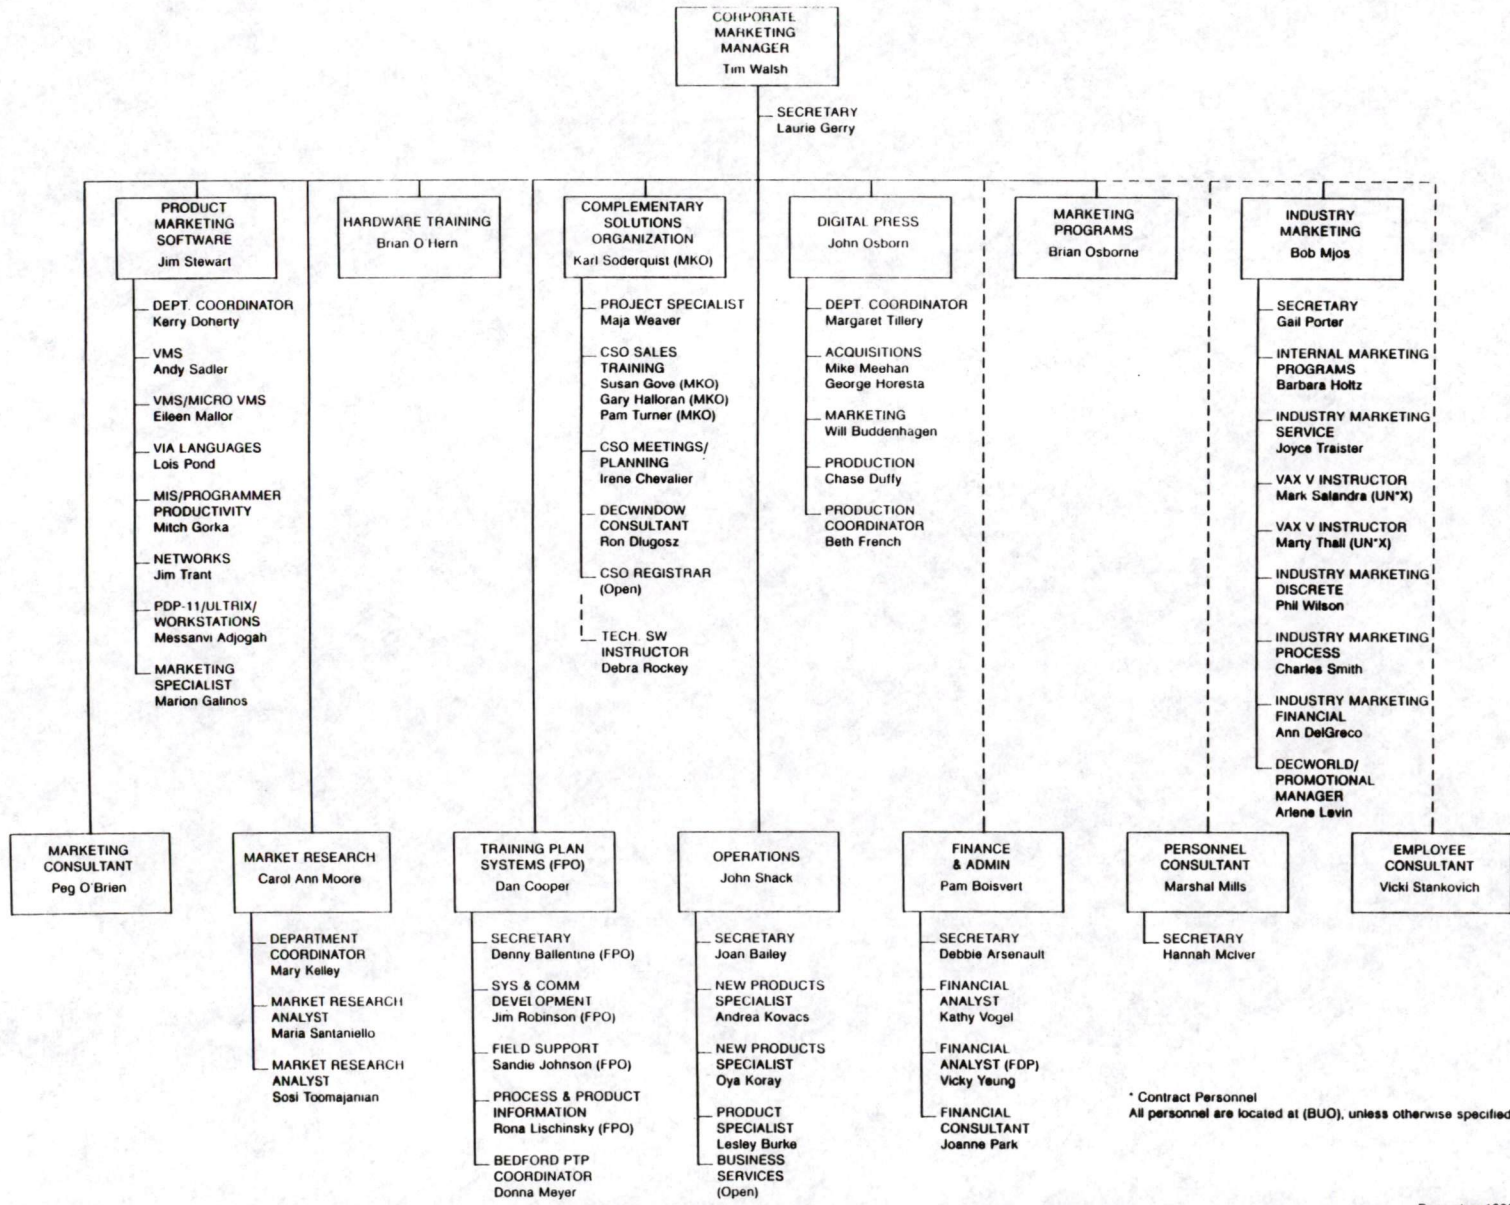 CORPORATE
MARKETING
MANAGER
Tim Walsh
SECRETARY
Laurie Gerry
PRODUCT
MARKETING
SOFTWARE
Jim Stewart
DEPT. COORDINATOR
Kerry Doherty
VMS
Andy Sadler
VMS/MICRO VMS
Eileen Mallor
VIA LANGUAGES
Lois Pond
MIS/PROGRAMMER
PRODUCTIVITY
Mitch Gorka
NETWORKS
Jim Trant
PDP-11/ULTRIX/
WORKSTATIONS
Messanvi Adjogah
MARKETING
SPECIALIST
Marion Galinos
HARDWARE TRAINING
Brian O Hern
COMPLEMENTARY
SOLUTIONS
ORGANIZATION
Karl Soderquist (MKO)
PROJECT SPECIALIST
Maja Weaver
CSO SALES
TRAINING
Susan Gove (MKO)
Gary Halloran (MKO)
Pam Turner (MKO)
CSO MEETINGS/
PLANNING
Irene Chevalier
DECWINDOW
CONSULTANT
Ron Dlugosz
CSO REGISTRAR
(Open)
TECH. SW
INSTRUCTOR
Debra Rockey
DIGITAL PRESS
John Osborn
DEPT. COORDINATOR
Margaret Tillery
ACQUISITIONS
Mike Meehan
George Horesta
MARKETING
Will Buddenhagen
PRODUCTION
Chase Duffy
PRODUCTION
COORDINATOR
Beth French
MARKETING
PROGRAMS
Brian Osborne
INDUSTRY
MARKETING
Bob Mjos
SECRETARY
Gail Porter
INTERNAL MARKETING
PROGRAMS
Barbara Holtz
INDUSTRY MARKETING
SERVICE
Joyce Traister
VAX V INSTRUCTOR
Mark Salandra (UN*X)
VAX V INSTRUCTOR
Marty Thall (UN*X)
INDUSTRY MARKETING
DISCRETE
Phil Wilson
INDUSTRY MARKETING
PROCESS
Charles Smith
INDUSTRY MARKETING
FINANCIAL
Ann DelGreco
DECWORLD/
PROMOTIONAL
MANAGER
Arlene Levin
MARKETING
CONSULTANT
Peg O'Brien
MARKET RESEARCH
Carol Ann Moore
DEPARTMENT
COORDINATOR
Mary Kelley
MARKET RESEARCH
ANALYST
Maria Santaniello
MARKET RESEARCH
ANALYST
Sosi Toomajanian
TRAINING PLAN
SYSTEMS (FPO)
Dan Cooper
SECRETARY
Denny Ballentine (FPO)
SYS & COMM
DEVELOPMENT
Jim Robinson (FPO)
FIELD SUPPORT
Sandie Johnson (FPO)
PROCESS & PRODUCT
INFORMATION
Rona Lischinsky (FPO)
BEDFORD PTP
COORDINATOR
Donna Meyer
OPERATIONS
John Shack
SECRETARY
Joan Bailey
NEW PRODUCTS
SPECIALIST
Andrea Kovacs
NEW PRODUCTS
SPECIALIST
Oya Koray
PRODUCT
SPECIALIST
Lesley Burke
BUSINESS
SERVICES
(Open)
FINANCE
& ADMIN
Pam Boisvert
SECRETARY
Debbie Arsenault
FINANCIAL
ANALYST
Kathy Vogel
FINANCIAL
ANALYST (FDP)
Vicky Yeung
FINANCIAL
CONSULTANT
Joanne Park
PERSONNEL
CONSULTANT
Marshal Mills
SECRETARY
Hannah McIver
EMPLOYEE
CONSULTANT
Vicki Stankovich
* Contract Personnel
All personnel are located at (BUO), unless otherwise specified